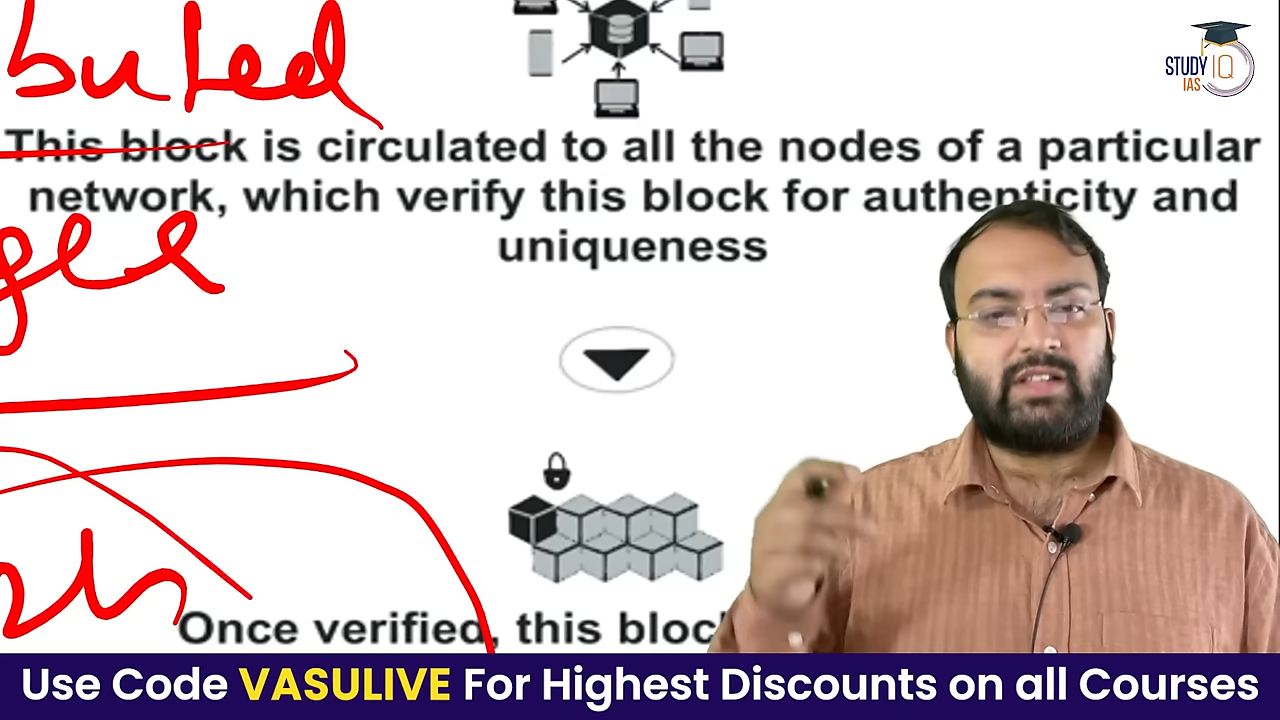 buted
STUDY IQ
IAS
This block is circulated to all the nodes of a particular
network, which verify this block for authenticity and
uniqueness
Once verified, this bloc
Use Code VASULIVE For Highest Discounts on all Courses